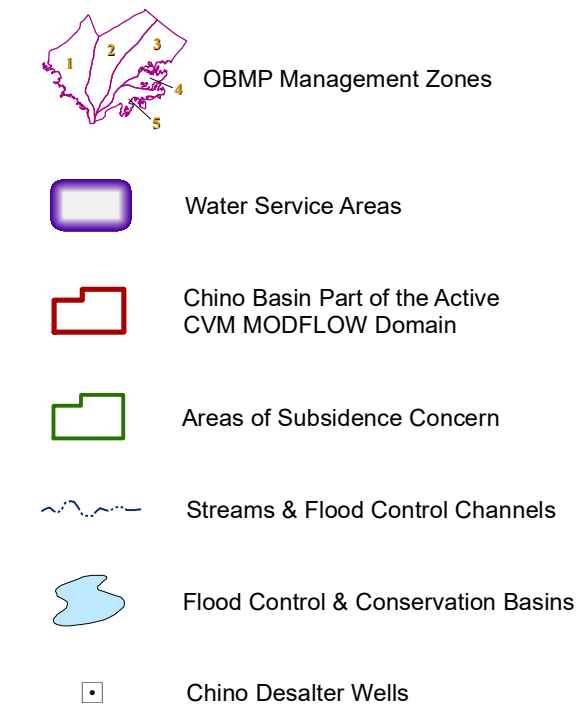 1
2
3
4
5
OBMP Management Zones
Water Service Areas
Chino Basin Part of the Active
CVM MODFLOW Domain
Areas of Subsidence Concern
Streams & Flood Control Channels
Flood Control & Conservation Basins
Chino Desalter Wells